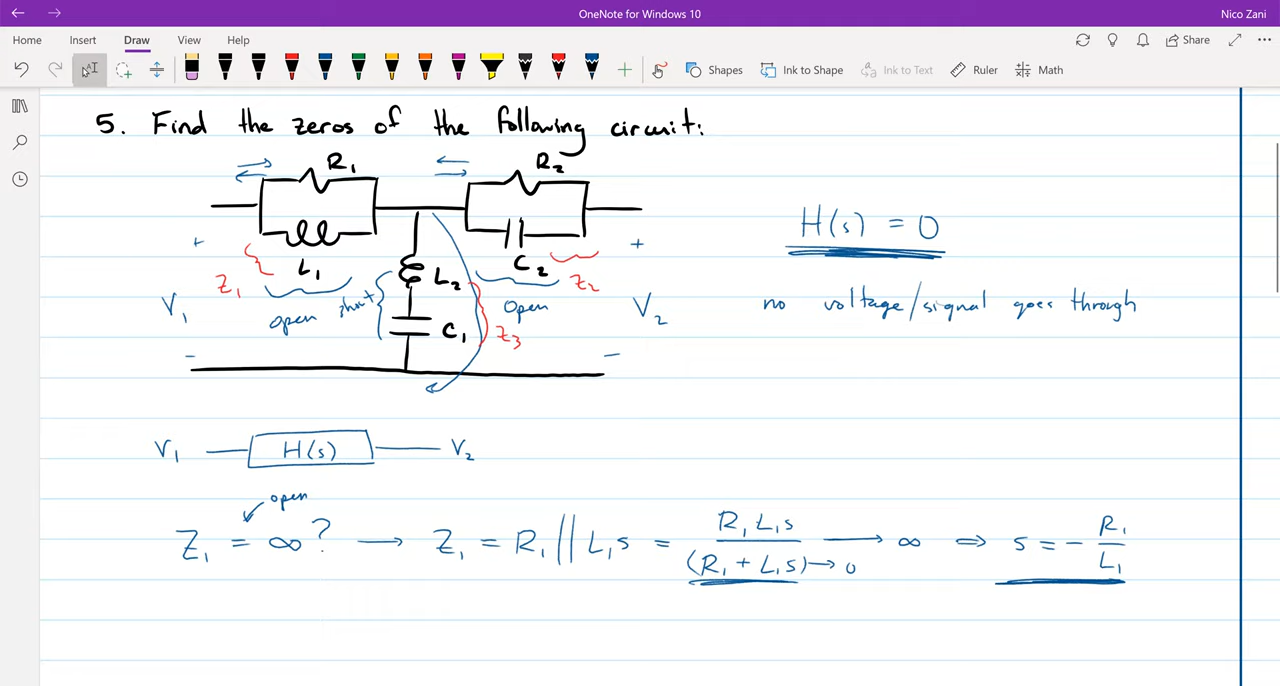 OneNote for Windows 10
Nico Zani
Home Insert Draw View Help
Share
Shapes Ink to Shape Ink to Text Ruler Math
5. Find the zeros of the following circuit:
R1 R2
L1 L2 C2
C1
Z1 Z2 Z3
open short open
+ +
V1 V2
- -
H(s) = 0
no voltage/signal goes through
V1 H(s) V2
open
Z1 = ∞ ? → Z1 = R1 || L1s = R1 L1s / (R1 + L1s) → 0 → ∞ ⇒ s = - R1 / L1